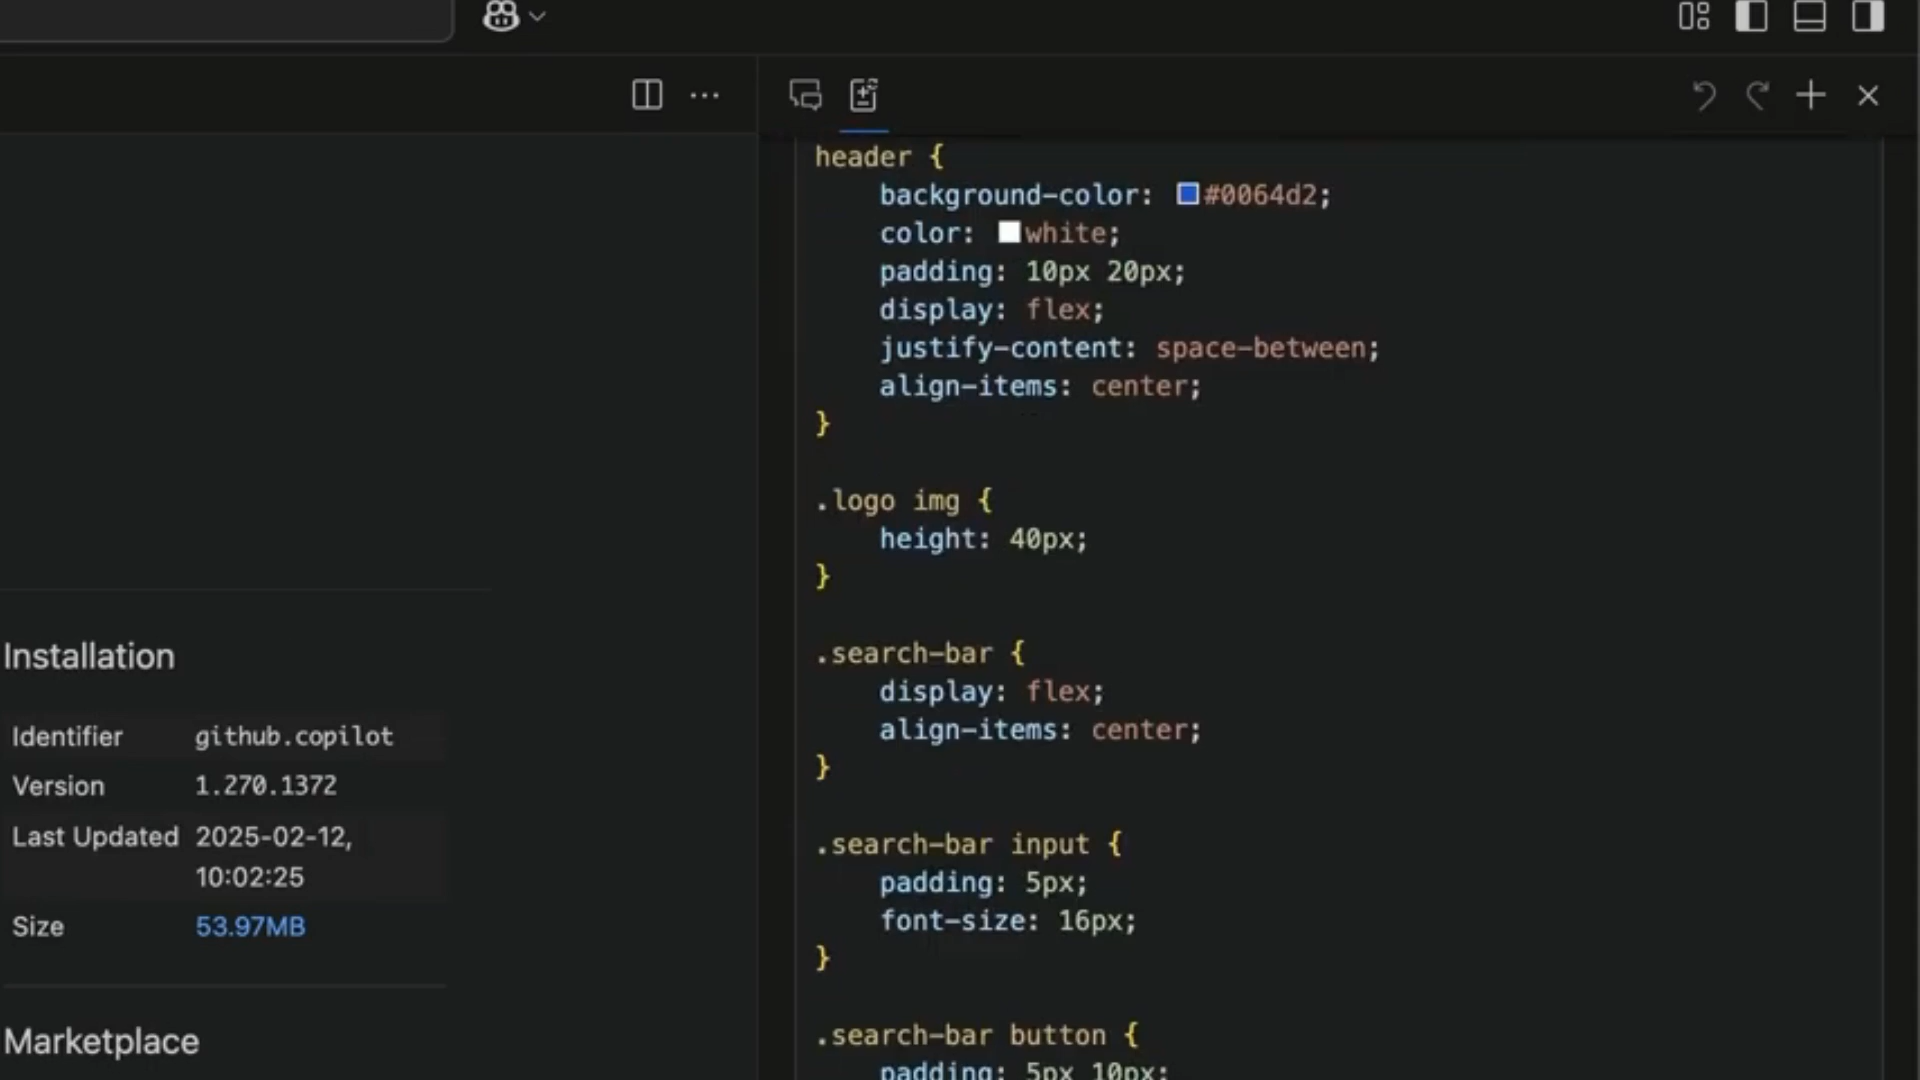 header {
background-color: #0064d2;
color: white;
padding: 10px 20px;
display: flex;
justify-content: space-between;
align-items: center;
}
.logo img {
height: 40px;
}
.search-bar {
display: flex;
align-items: center;
}
.search-bar input {
padding: 5px;
font-size: 16px;
}
.search-bar button {
padding: 5px 10px;
Installation
Identifier github.copilot
Version 1.270.1372
Last Updated 2025-02-12,
10:02:25
Size 53.97MB
Marketplace